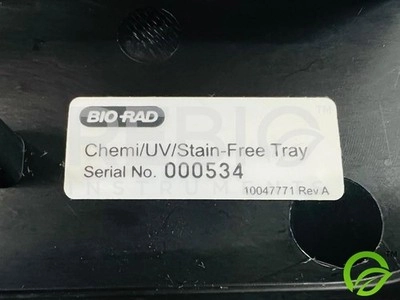 BIO-RAD
Chemi/UV/Stain-Free Tray
Serial No. 000534
10047771 Rev A